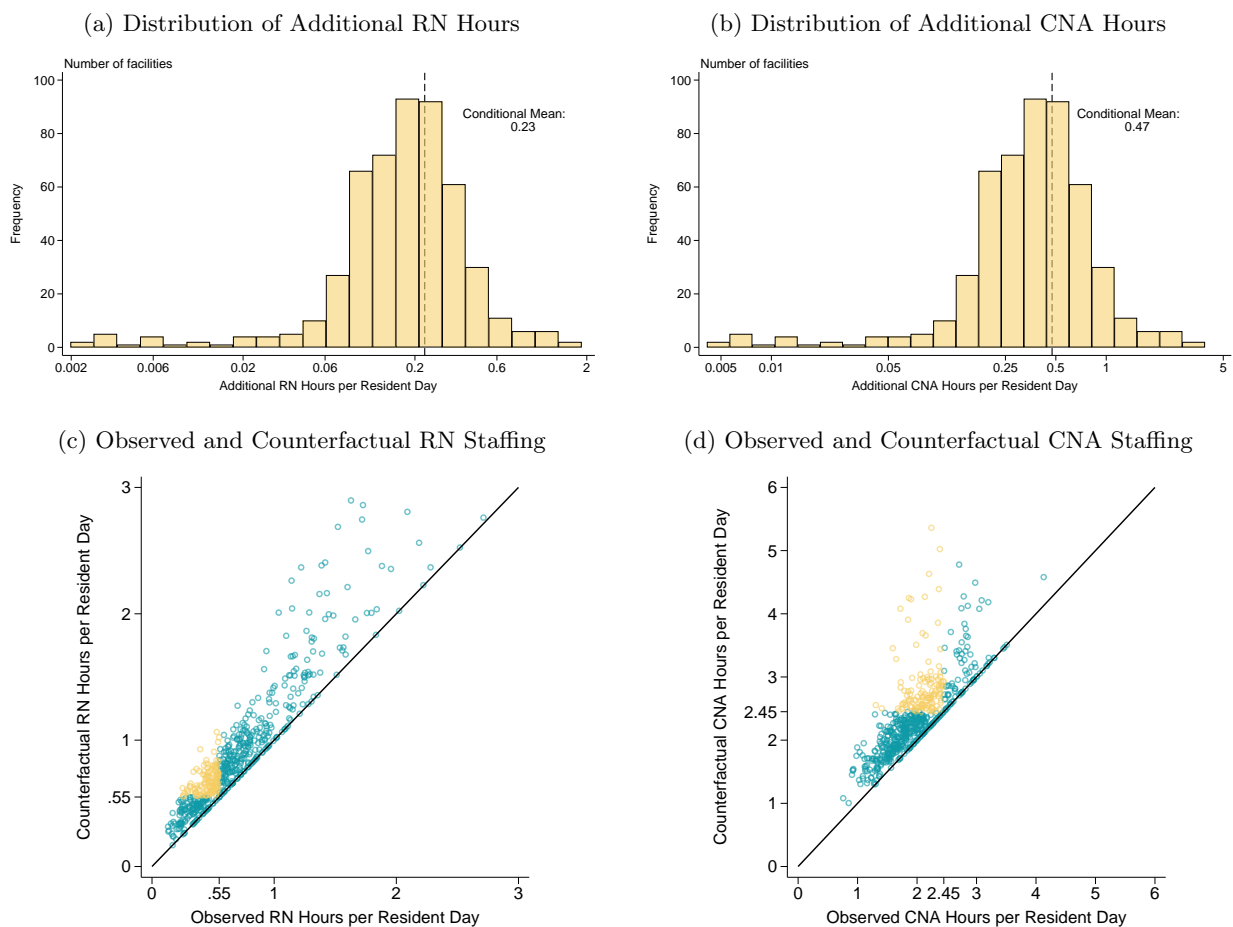 (a) Distribution of Additional RN Hours
Number of facilities
100
80
60
40
20
0
Frequency
Conditional Mean:
0.23
0.002 0.006 0.02 0.06 0.2 0.6 2
Additional RN Hours per Resident Day
(b) Distribution of Additional CNA Hours
Number of facilities
100
80
60
40
20
0
Frequency
Conditional Mean:
0.47
0.005 0.01 0.05 0.25 0.5 1 5
Additional CNA Hours per Resident Day
(c) Observed and Counterfactual RN Staffing
3
2
1
.55
0
Counterfactual RN Hours per Resident Day
0 .55 1 2 3
Observed RN Hours per Resident Day
(d) Observed and Counterfactual CNA Staffing
6
5
4
3
2.45
2
1
0
Counterfactual CNA Hours per Resident Day
0 1 2 2.45 3 4 5 6
Observed CNA Hours per Resident Day